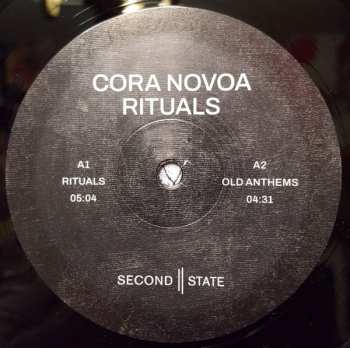 CORA NOVOA
RITUALS
A1
RITUALS
05:04
A2
OLD ANTHEMS
04:31
SECOND || STATE